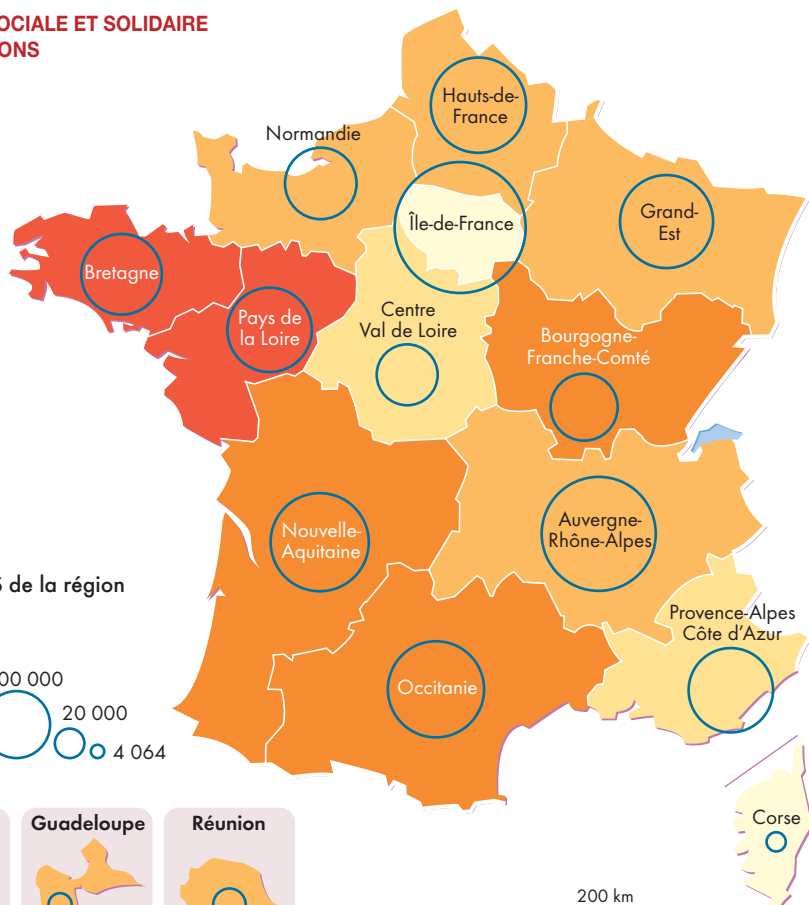 OCIALE ET SOLIDAIRE
ONS
Hauts-de-
France
Normandie
Île-de-France
Grand-
Est
Bretagne
Pays de
la Loire
Centre
Val de Loire
Bourgogne-
Franche-Comté
Nouvelle-
Aquitaine
Auvergne-
Rhône-Alpes
S de la région
Provence-Alpes
Côte d'Azur
Occitanie
00 000
20 000
4 064
Guadeloupe
Réunion
Corse
200 km